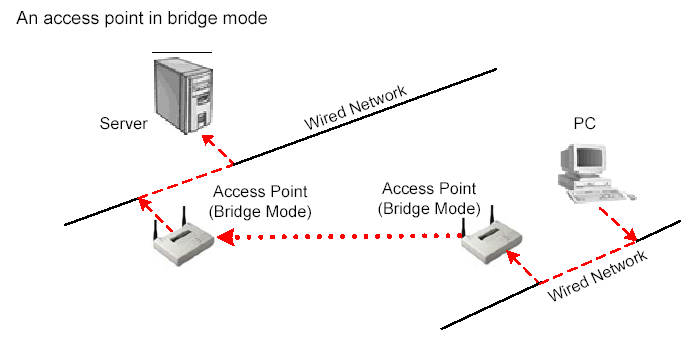 An access point in bridge mode
Wired Network
Server
PC
Access Point
(Bridge Mode)
Access Point
(Bridge Mode)
Wired Network